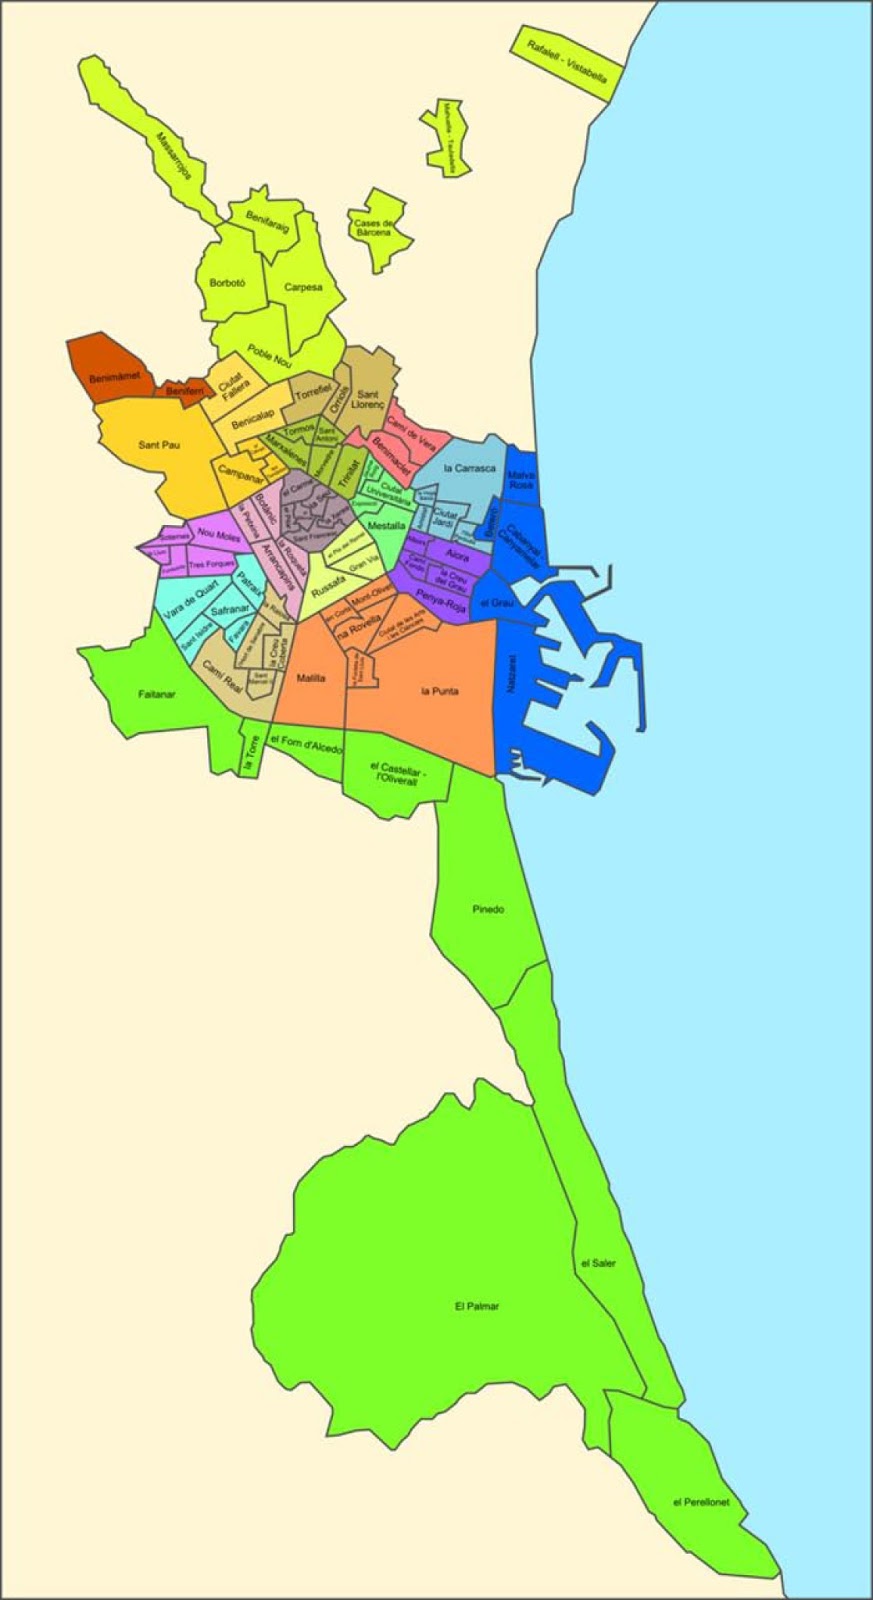 Rafalell - Vistabella
Mahuella - Tauladella
Massarrojos
Benifaraig
Cases de
Bàrcena
Borbotó
Carpesa
Poble Nou
Benimàmet
Beniferri
Ciutat
Fallera
Torrefiel
Orriols
Sant
Llorenç
Benicalap
Camí de Vera
Sant Pau
Tormos
Sant
Antoni
Marxalenes
Benimaclet
Morvedre
Trinitat
Campanar
la Carrasca
Malva-
Rosa
el Carme
Ciutat
Universitària
Botànic
la Petxina
Exposició
Mestalla
Ciutat
Jardí
Beteró
Cabanyal-
Canyamelar
Sant Francesc
Soternes
Nou Moles
Tres Forques
la Roqueta
Arrancapins
el Pla del Remei
Gran Via
Russafa
Albors
Aiora
Camí
Fondo
la Creu
del Grau
Penya-Roja
el Grau
Vara de Quart
Patraix
Safranar
Sant Isidre
Favara
la Raiosa
la Creu
Coberta
Camí Real
Sant
Marcel·lí
en Corts
Mont-Olivet
na Rovella
Ciutat de les Arts
i les Ciències
Malilla
la Punta
Natzaret
Faitanar
la Torre
el Forn d'Alcedo
el Castellar -
l'Oliverall
Pinedo
el Saler
El Palmar
el Perellonet